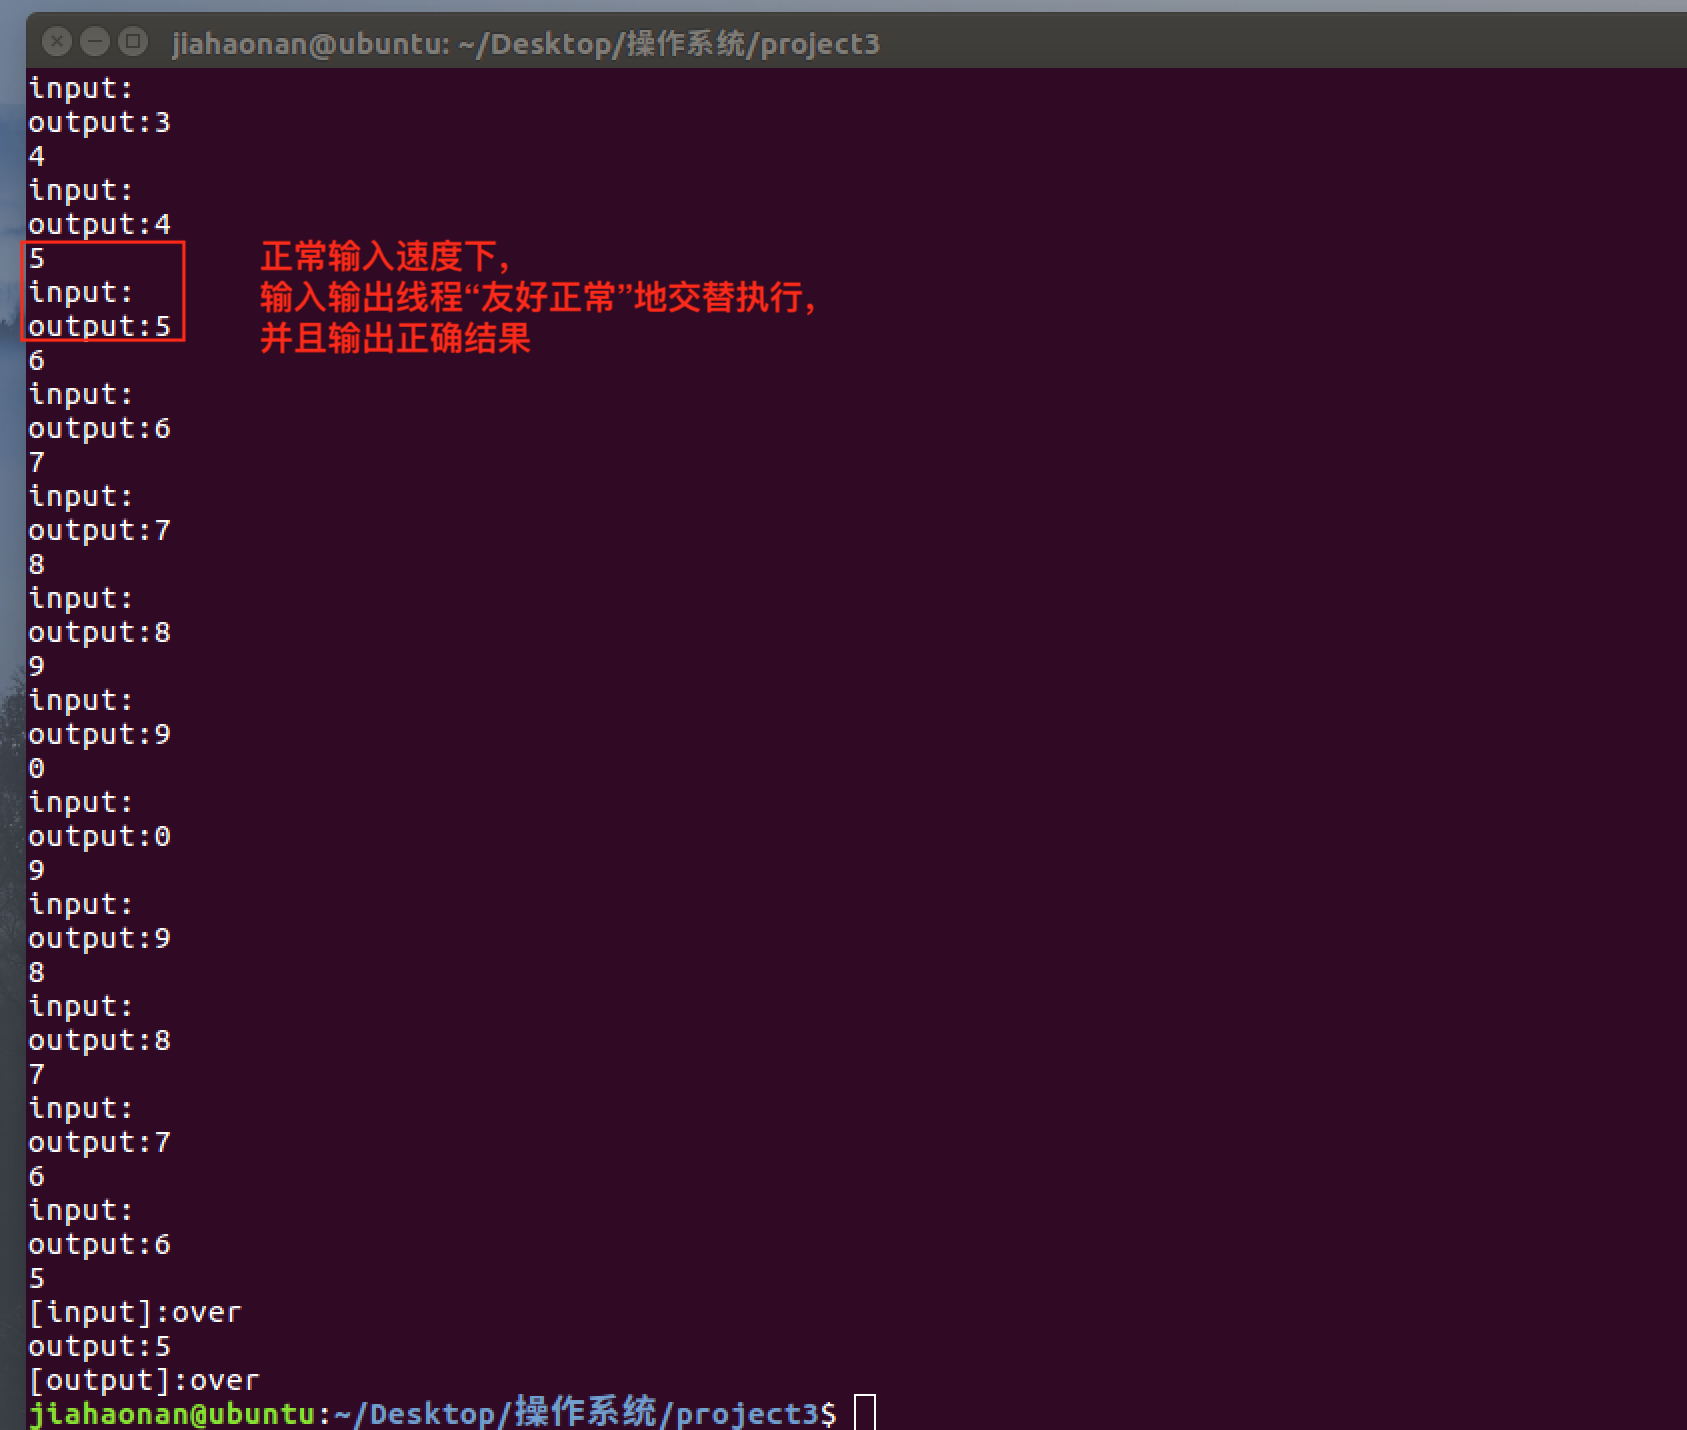 jiahaonan@ubuntu: ~/Desktop/操作系统/project3
input:
output:3
4
input:
output:4
5
input:
output:5
正常输入速度下，
输入输出线程“友好正常”地交替执行，
并且输出正确结果
6
input:
output:6
7
input:
output:7
8
input:
output:8
9
input:
output:9
0
input:
output:0
9
input:
output:9
8
input:
output:8
7
input:
output:7
6
input:
output:6
5
[input]:over
output:5
[output]:over
jiahaonan@ubuntu:~/Desktop/操作系统/project3$